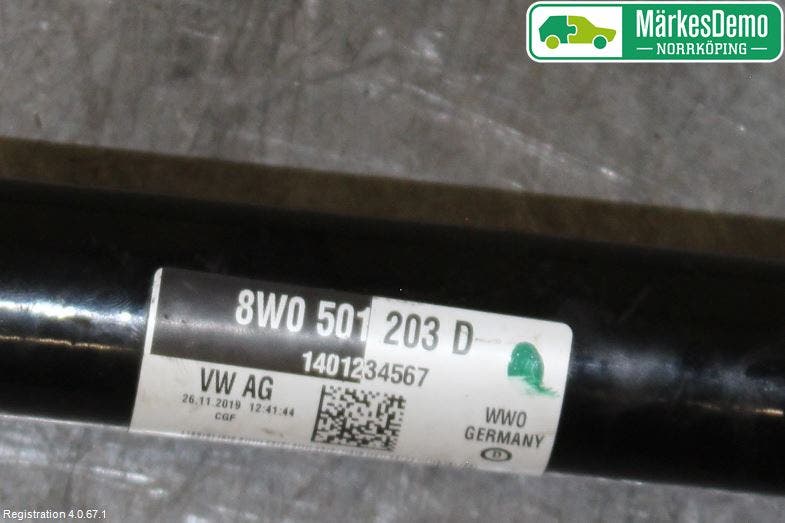 MärkesDemo
NORRKÖPING
8W0 501 203 D
1401234567
VW AG
26.11.2019 12:41:44
CGF
WWO
GERMANY
D
Registration 4.0.67.1